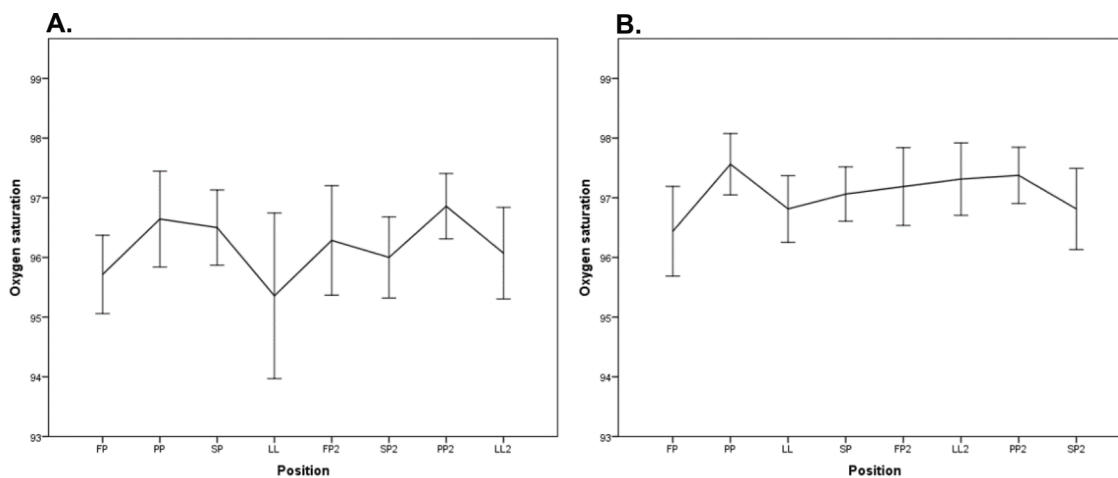 A.
99
98
97
96
95
94
93
Oxygen saturation
FP PP SP LL FP2 SP2 PP2 LL2
Position
B.
99
98
97
96
95
94
93
Oxygen saturation
FP PP LL SP FP2 LL2 PP2 SP2
Position